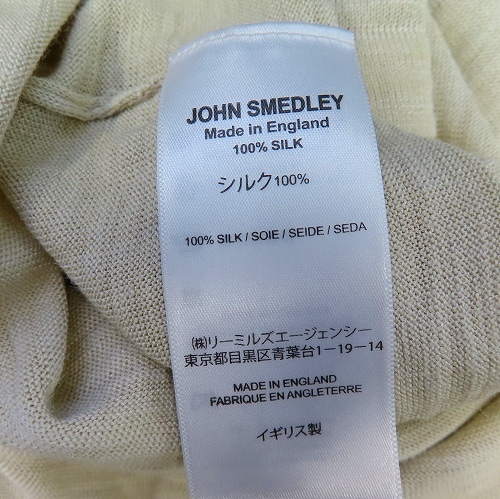 JOHN SMEDLEY
Made in England
100% SILK
シルク100%
100% SILK / SOIE / SEIDE / SEDA
㈱リーミルズエージェンシー
東京都目黒区青葉台1-19-14
MADE IN ENGLAND
FABRIQUE EN ANGLETERRE
イギリス製